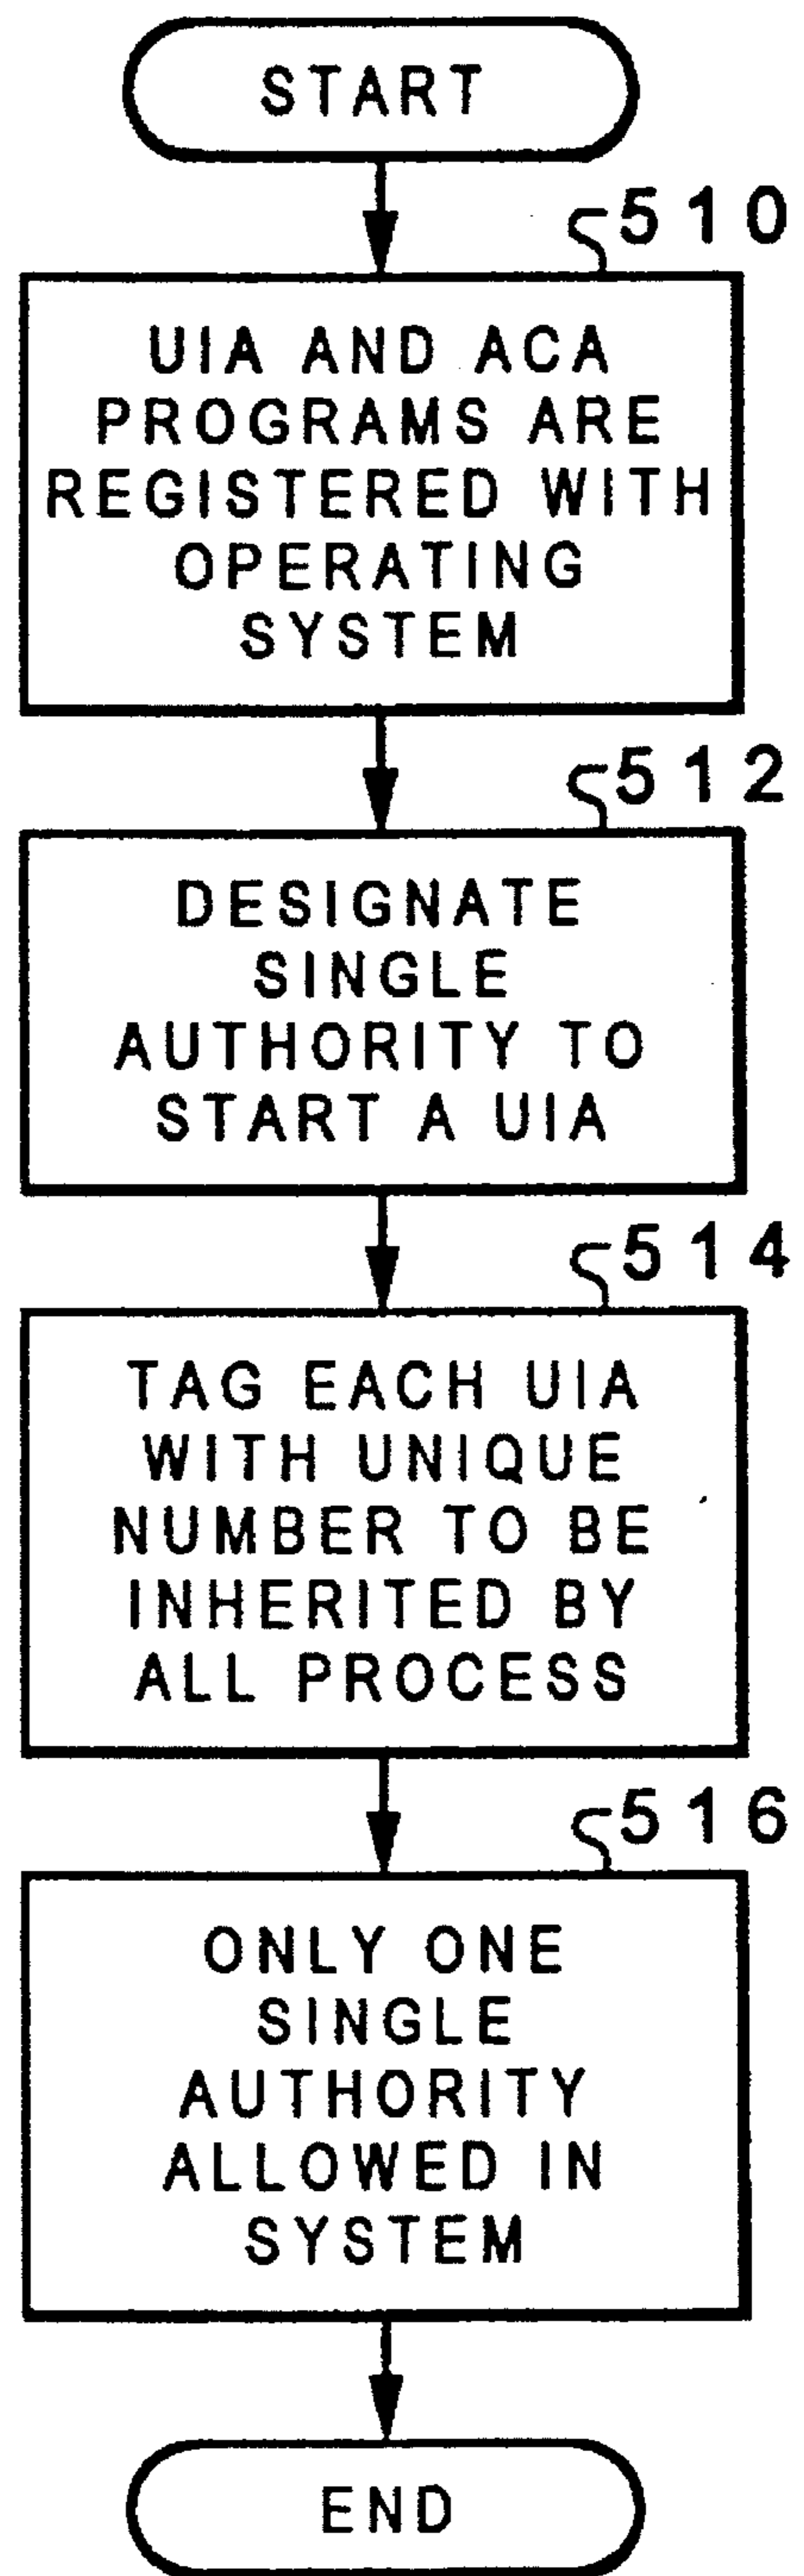 START
510
UIA AND ACA
PROGRAMS ARE
REGISTERED WITH
OPERATING
SYSTEM
512
DESIGNATE
SINGLE
AUTHORITY TO
START A UIA
514
TAG EACH UIA
WITH UNIQUE
NUMBER TO BE
INHERITED BY
ALL PROCESS
516
ONLY ONE
SINGLE
AUTHORITY
ALLOWED IN
SYSTEM
END